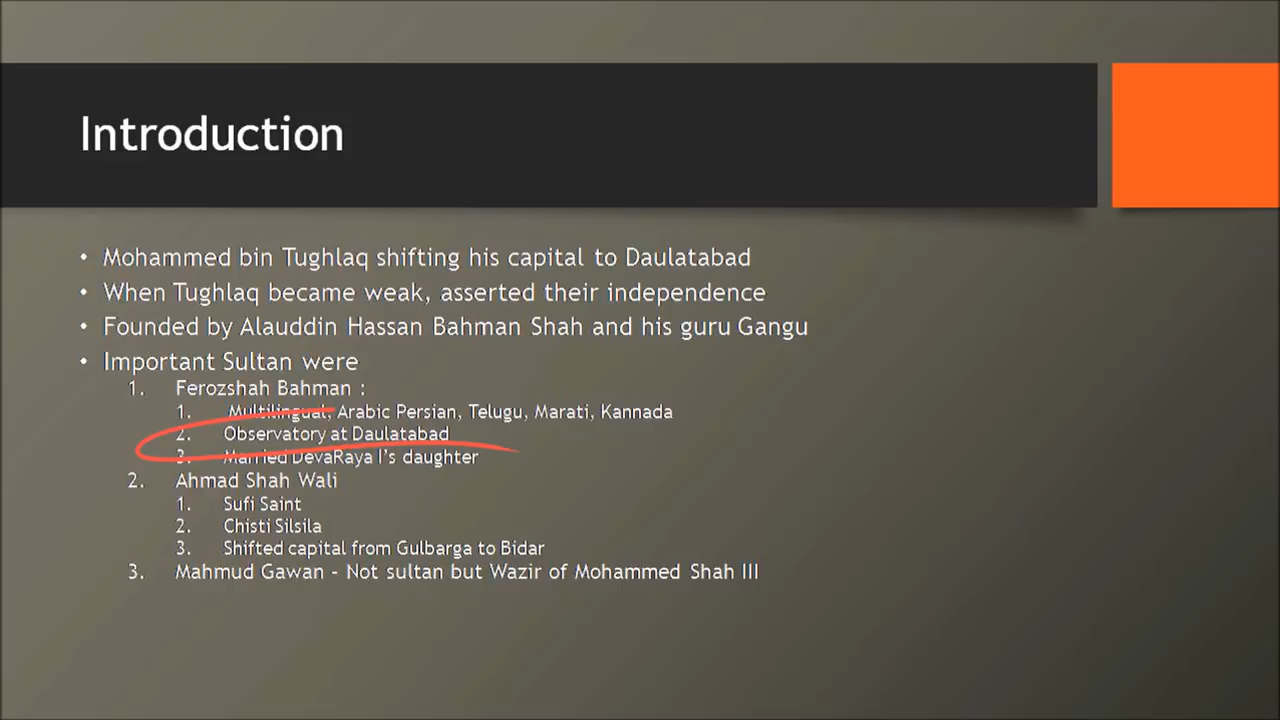 Introduction
• Mohammed bin Tughlaq shifting his capital to Daulatabad
• When Tughlaq became weak, asserted their independence
• Founded by Alauddin Hassan Bahman Shah and his guru Gangu
• Important Sultan were
1. Ferozshah Bahman :
1. Multilingual, Arabic Persian, Telugu, Marati, Kannada
2. Observatory at Daulatabad
3. Married DevaRaya I's daughter
2. Ahmad Shah Wali
1. Sufi Saint
2. Chisti Silsila
3. Shifted capital from Gulbarga to Bidar
3. Mahmud Gawan – Not sultan but Wazir of Mohammed Shah III